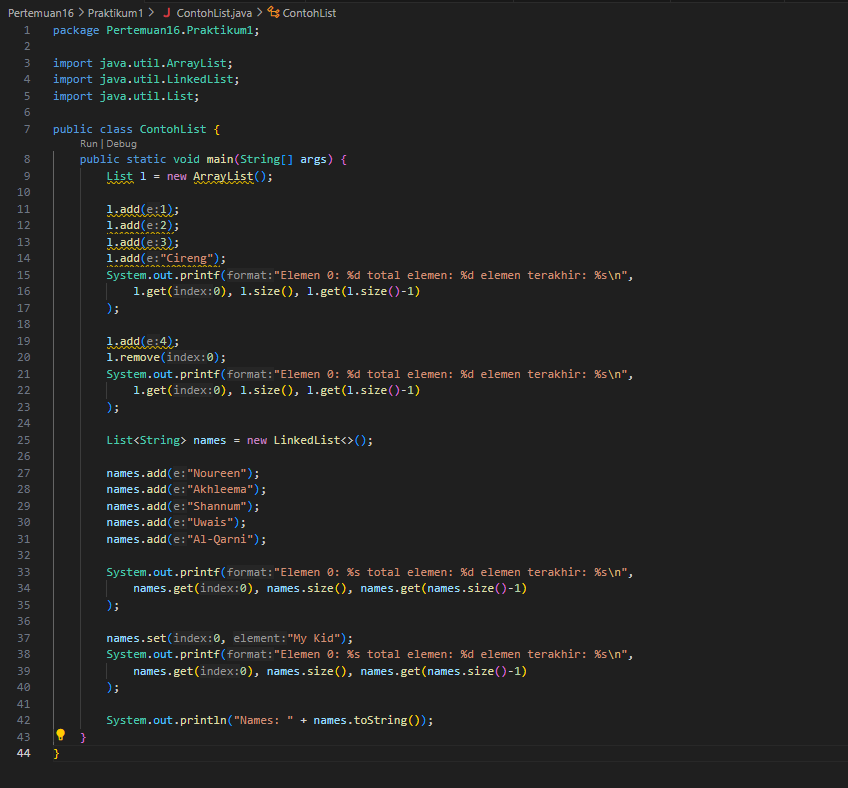 Pertemuan16 > Praktikum1 > J ContohList.java > ContohList
1 package Pertemuan16.Praktikum1;
2
3 import java.util.ArrayList;
4 import java.util.LinkedList;
5 import java.util.List;
6
7 public class ContohList {
Run | Debug
8 public static void main(String[] args) {
9 List l = new ArrayList();
10
11 l.add(e:1);
12 l.add(e:2);
13 l.add(e:3);
14 l.add(e:"Cireng");
15 System.out.printf(format:"Elemen 0: %d total elemen: %d elemen terakhir: %s\n",
16 l.get(index:0), l.size(), l.get(l.size()-1)
17 );
18
19 l.add(e:4);
20 l.remove(index:0);
21 System.out.printf(format:"Elemen 0: %d total elemen: %d elemen terakhir: %s\n",
22 l.get(index:0), l.size(), l.get(l.size()-1)
23 );
24
25 List<String> names = new LinkedList<>();
26
27 names.add(e:"Noureen");
28 names.add(e:"Akhleema");
29 names.add(e:"Shannum");
30 names.add(e:"Uwais");
31 names.add(e:"Al-Qarni");
32
33 System.out.printf(format:"Elemen 0: %s total elemen: %d elemen terakhir: %s\n",
34 names.get(index:0), names.size(), names.get(names.size()-1)
35 );
36
37 names.set(index:0, element:"My Kid");
38 System.out.printf(format:"Elemen 0: %s total elemen: %d elemen terakhir: %s\n",
39 names.get(index:0), names.size(), names.get(names.size()-1)
40 );
41
42 System.out.println("Names: " + names.toString());
43 }
44 }